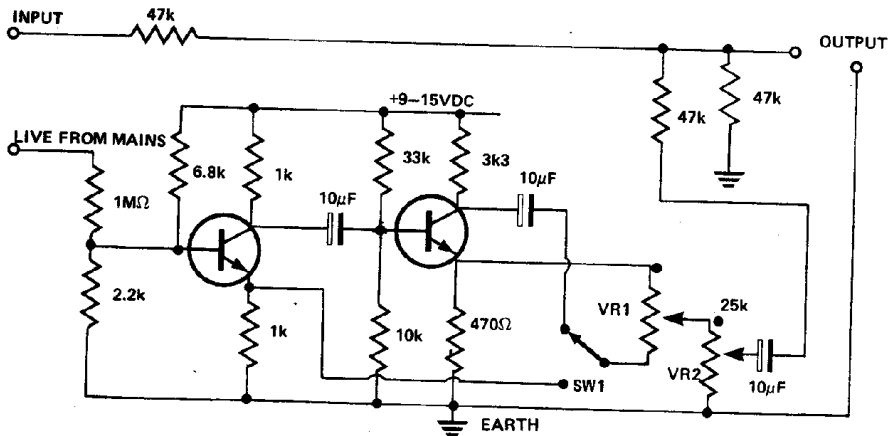 INPUT
47k
OUTPUT
+9–15VDC
47k
47k
LIVE FROM MAINS
6.8k
1k
33k
3k3
10µF
10µF
1MΩ
2.2k
VR1
25k
1k
10k
470Ω
SW1
VR2
10µF
EARTH